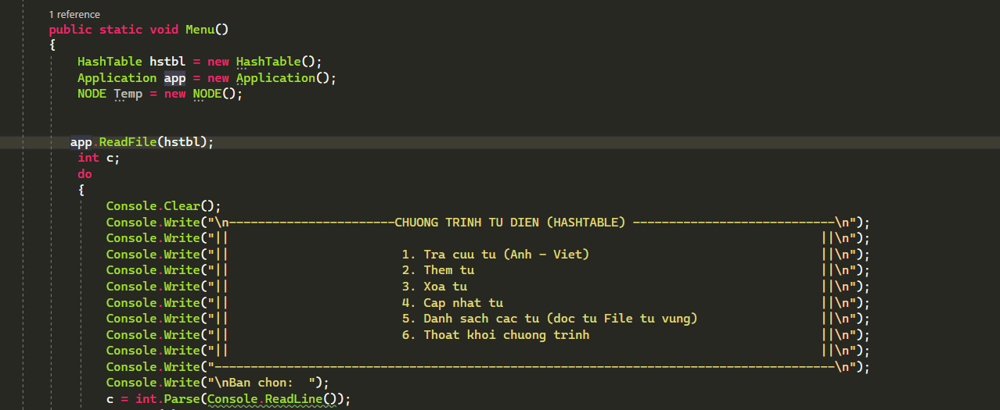 1 reference
public static void Menu()
{
HashTable hstbl = new HashTable();
Application app = new Application();
NODE Temp = new NODE();
app.ReadFile(hstbl);
int c;
do
{
Console.Clear();
Console.Write("\n-----------------------CHUONG TRINH TU DIEN (HASHTABLE) ----------------------------\n");
Console.Write("||                                                                                  ||\n");
Console.Write("||                        1. Tra cuu tu (Anh - Viet)                                ||\n");
Console.Write("||                        2. Them tu                                                ||\n");
Console.Write("||                        3. Xoa tu                                                 ||\n");
Console.Write("||                        4. Cap nhat tu                                            ||\n");
Console.Write("||                        5. Danh sach cac tu (doc tu File tu vung)                 ||\n");
Console.Write("||                        6. Thoat khoi chuong trinh                                ||\n");
Console.Write("||                                                                                  ||\n");
Console.Write("--------------------------------------------------------------------------------------\n");
Console.Write("\nBan chon:  ");
c = int.Parse(Console.ReadLine());